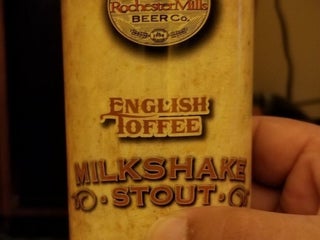 Rochester Mills
BEER CO.
ENGLISH
TOFFEE
MILKSHAKE
STOUT